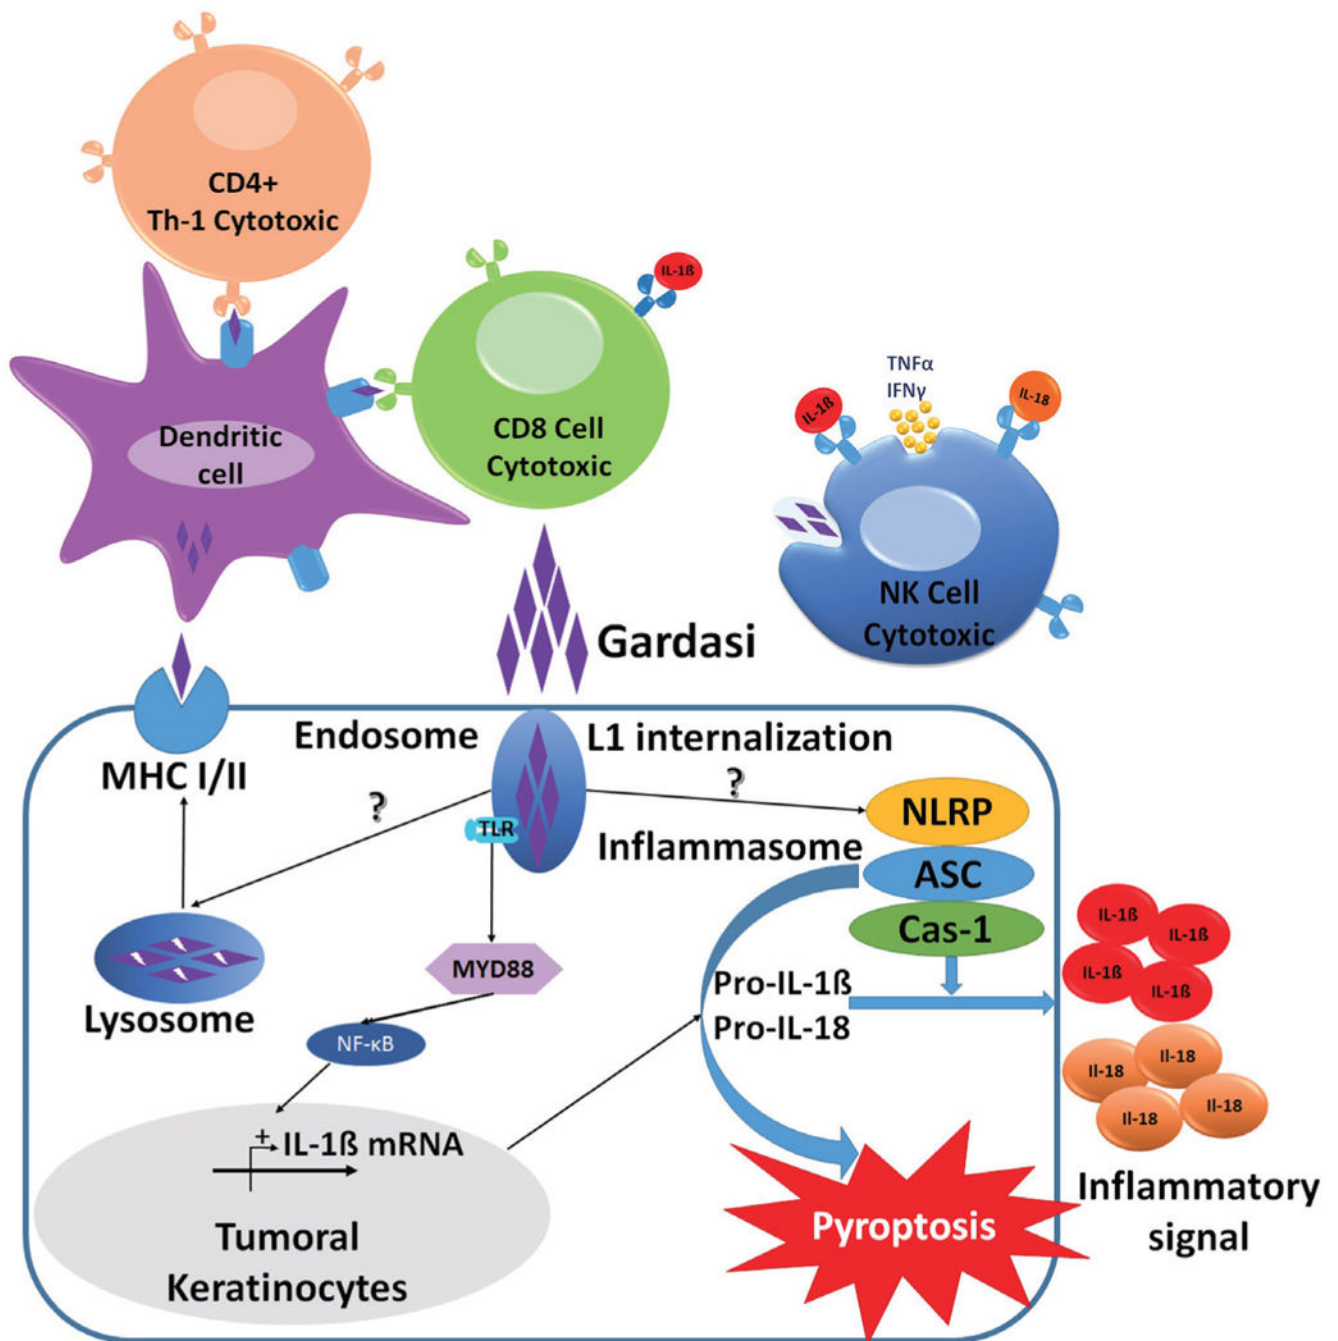 CD4+
Th-1 Cytotoxic
IL-1ß
CD8 Cell
Cytotoxic
Dendritic
cell
TNFα
IFNγ
IL-1ß
IL-18
NK Cell
Cytotoxic
Gardasi
Endosome
L1 internalization
MHC I/II
?
?
TLR
NLRP
Inflammasome
ASC
Cas-1
MYD88
Lysosome
NF-κB
Pro-IL-1ß
Pro-IL-18
IL-1ß
IL-1ß
IL-1ß
IL-1ß
Il-18
Il-18
Il-18
Il-18
+
IL-1ß mRNA
Tumoral
Keratinocytes
Pyroptosis
Inflammatory
signal